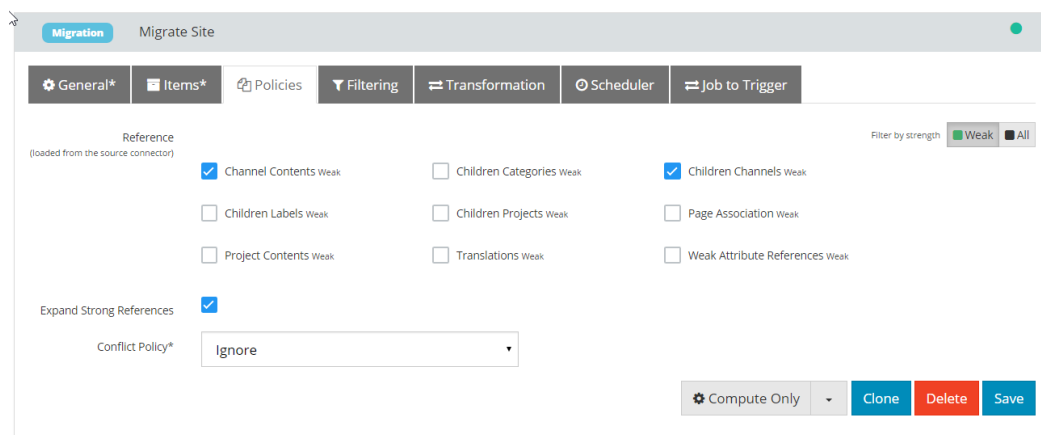 Migration Migrate Site
General* Items* Policies Filtering Transformation Scheduler Job to Trigger
Reference
(loaded from the source connector)
Filter by strength Weak All
Channel Contents Weak Children Categories Weak Children Channels Weak
Children Labels Weak Children Projects Weak Page Association Weak
Project Contents Weak Translations Weak Weak Attribute References Weak
Expand Strong References
Conflict Policy* Ignore
Compute Only Clone Delete Save